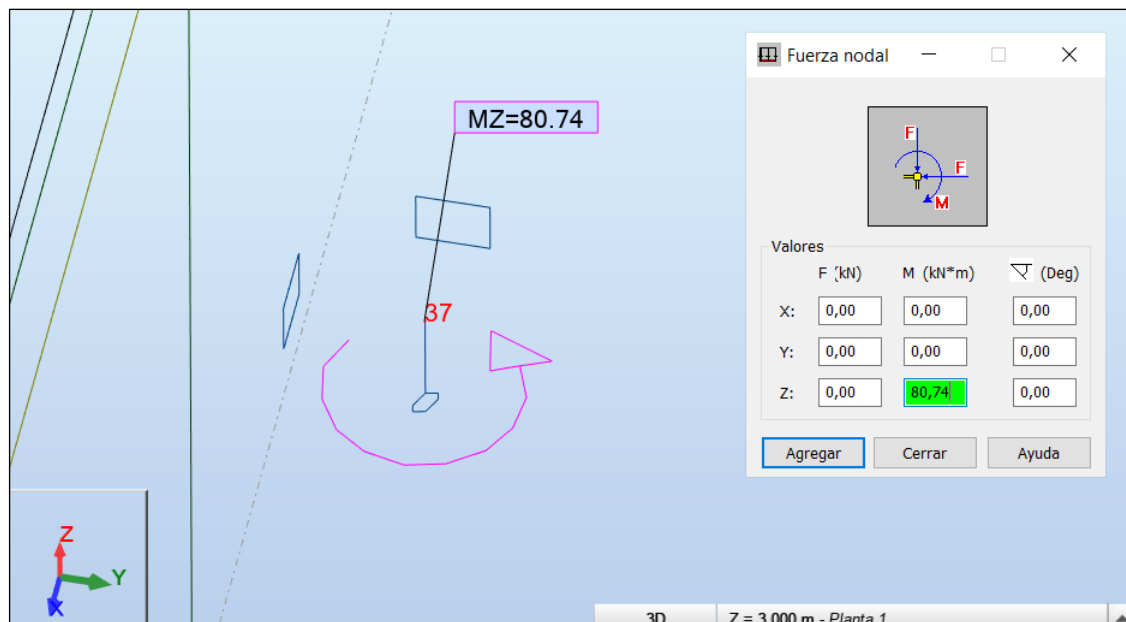 MZ=80.74
37
Z
Y
X
Fuerza nodal
F
F
M
Valores
F (kN) M (kN*m) (Deg)
X: 0,00 0,00 0,00
Y: 0,00 0,00 0,00
Z: 0,00 80,74 0,00
Agregar Cerrar Ayuda
3D Z = 3,000 m - Planta 1